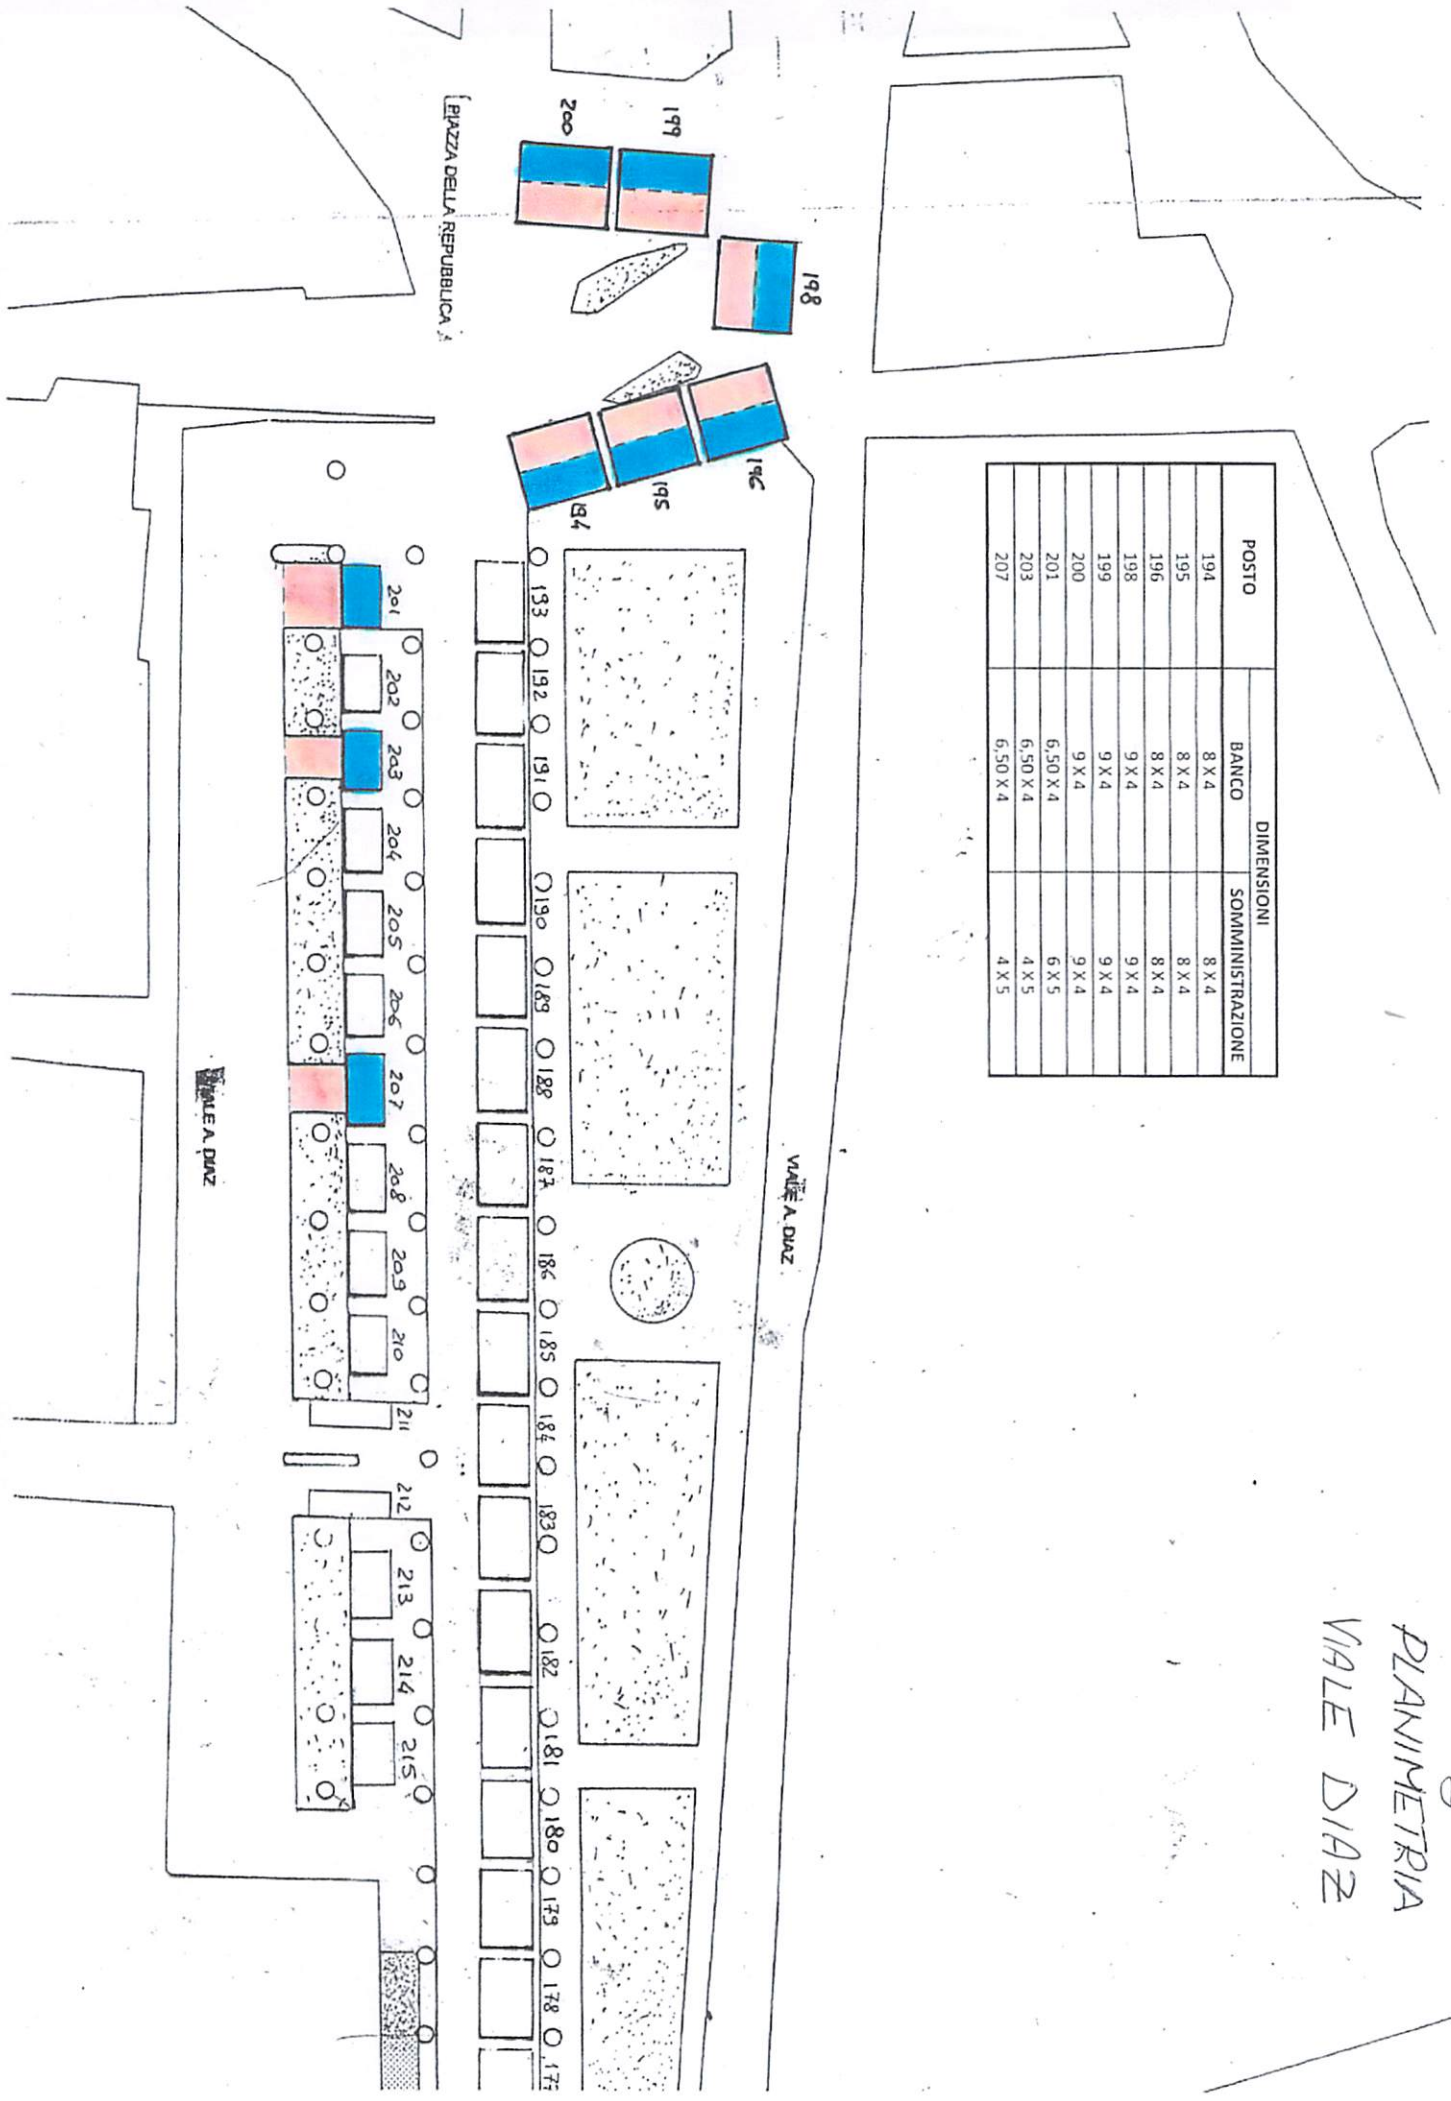 PLANIMETRIA
VIALE DIAZ
DIMENSIONI
POSTO BANCO SOMMINISTRAZIONE
194 8 X 4 8 X 4
195 8 X 4 8 X 4
196 8 X 4 8 X 4
198 9 X 4 9 X 4
199 9 X 4 9 X 4
200 9 X 4 9 X 4
201 6,50 X 4 6 X 5
203 6,50 X 4 4 X 5
207 6,50 X 4 4 X 5
198
199
200
196
195
194
PIAZZA DELLA REPUBBLICA
VIALE A. DIAZ
193 192 191 190 189 188 187 186 185 184 183 182 181 180 179 178 177
201 202 203 204 205 206 207 208 209 210 211 212 213 214 215
VIALE A. DIAZ